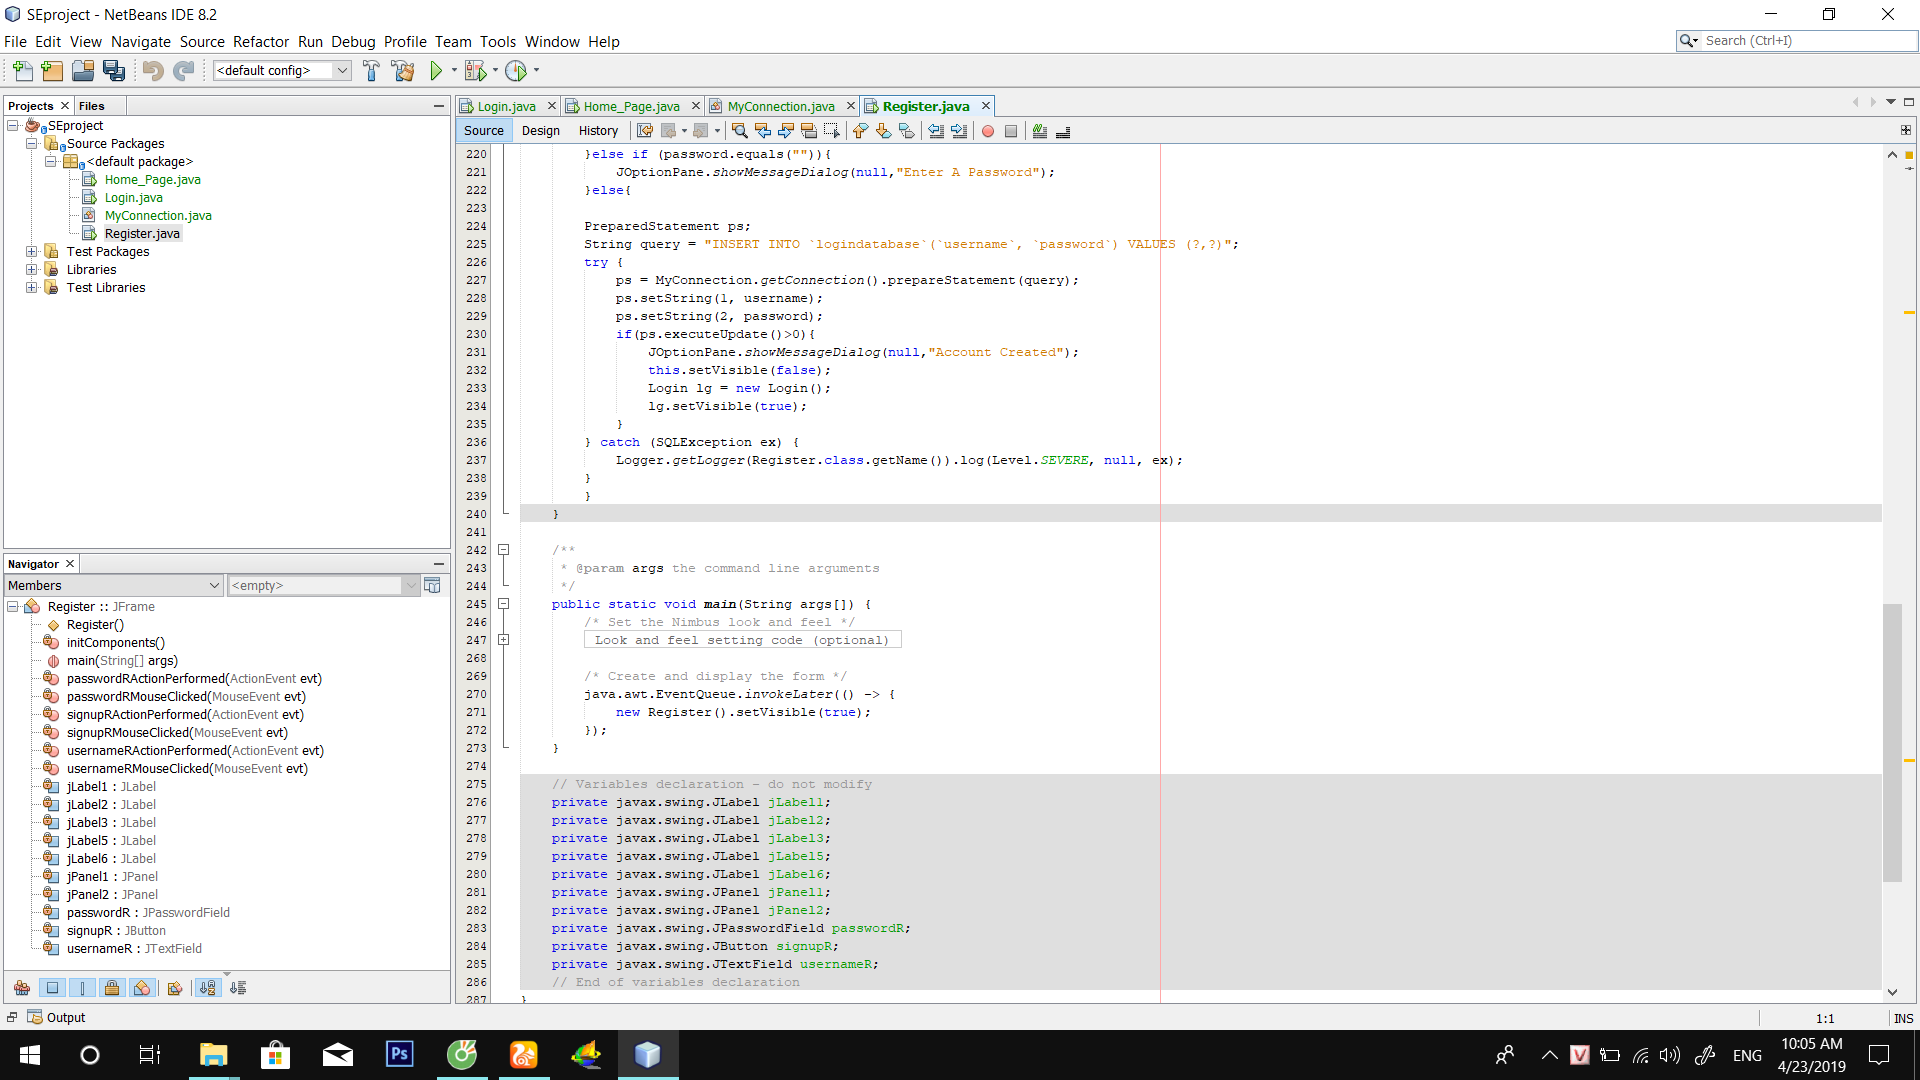 SEproject - NetBeans IDE 8.2
File Edit View Navigate Source Refactor Run Debug Profile Team Tools Window Help
Search (Ctrl+I)
<default config>
Projects Files
SEproject
Source Packages
<default package>
Home_Page.java
Login.java
MyConnection.java
Register.java
Test Packages
Libraries
Test Libraries
Navigator
Members <empty>
Register :: JFrame
Register()
initComponents()
main(String[] args)
passwordRActionPerformed(ActionEvent evt)
passwordRMouseClicked(MouseEvent evt)
signupRActionPerformed(ActionEvent evt)
signupRMouseClicked(MouseEvent evt)
usernameRActionPerformed(ActionEvent evt)
usernameRMouseClicked(MouseEvent evt)
jLabel1 : JLabel
jLabel2 : JLabel
jLabel3 : JLabel
jLabel5 : JLabel
jLabel6 : JLabel
jPanel1 : JPanel
jPanel2 : JPanel
passwordR : JPasswordField
signupR : JButton
usernameR : JTextField
Login.java Home_Page.java MyConnection.java Register.java
Source Design History
220 }else if (password.equals("")){
221 JOptionPane.showMessageDialog(null,"Enter A Password");
222 }else{
223
224 PreparedStatement ps;
225 String query = "INSERT INTO `logindatabase`(`username`, `password`) VALUES (?,?)";
226 try {
227 ps = MyConnection.getConnection().prepareStatement(query);
228 ps.setString(1, username);
229 ps.setString(2, password);
230 if(ps.executeUpdate()>0){
231 JOptionPane.showMessageDialog(null,"Account Created");
232 this.setVisible(false);
233 Login lg = new Login();
234 lg.setVisible(true);
235 }
236 } catch (SQLException ex) {
237 Logger.getLogger(Register.class.getName()).log(Level.SEVERE, null, ex);
238 }
239 }
240 }
241
242 /**
243 * @param args the command line arguments
244 */
245 public static void main(String args[]) {
246 /* Set the Nimbus look and feel */
247 Look and feel setting code (optional)
268
269 /* Create and display the form */
270 java.awt.EventQueue.invokeLater(() -> {
271 new Register().setVisible(true);
272 });
273 }
274
275 // Variables declaration - do not modify
276 private javax.swing.JLabel jLabel1;
277 private javax.swing.JLabel jLabel2;
278 private javax.swing.JLabel jLabel3;
279 private javax.swing.JLabel jLabel5;
280 private javax.swing.JLabel jLabel6;
281 private javax.swing.JPanel jPanel1;
282 private javax.swing.JPanel jPanel2;
283 private javax.swing.JPasswordField passwordR;
284 private javax.swing.JButton signupR;
285 private javax.swing.JTextField usernameR;
286 // End of variables declaration
287 }
Output
1:1 INS
Ps
V
ENG
10:05 AM
4/23/2019